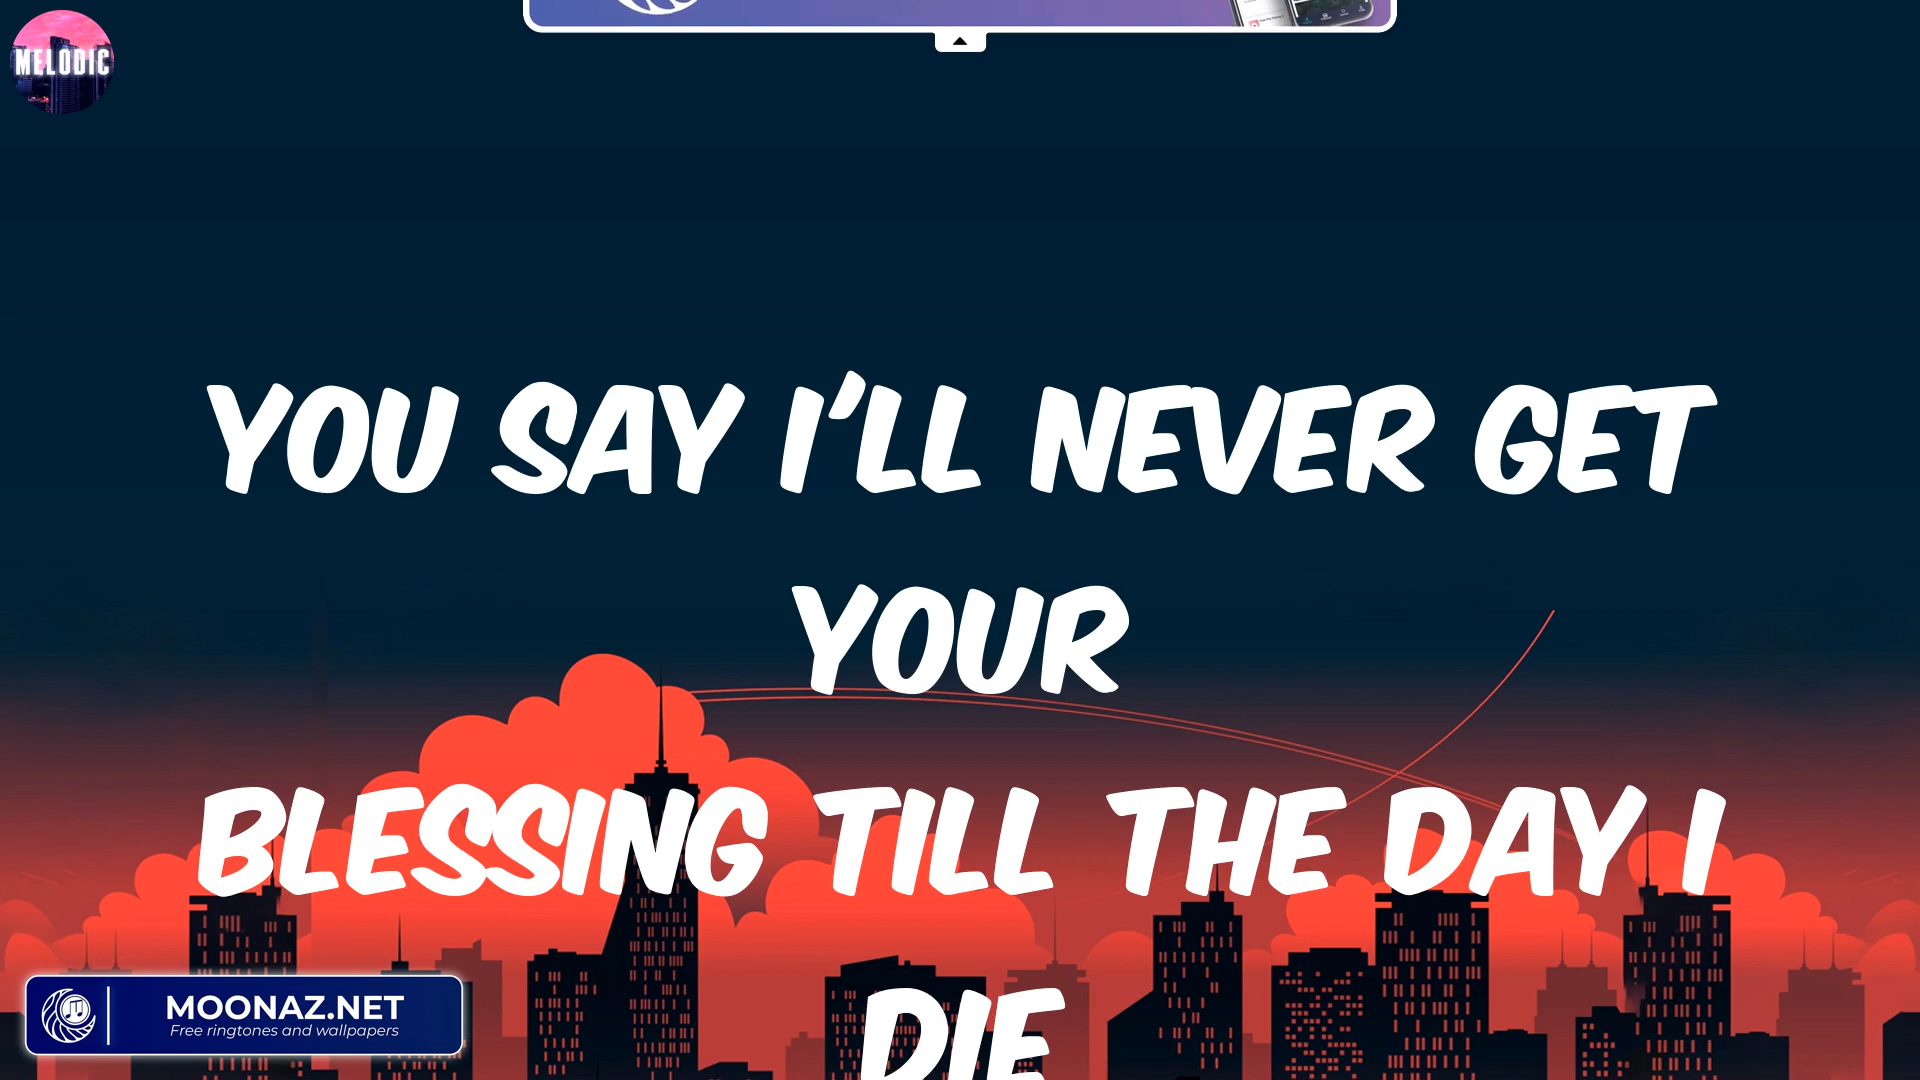 MELODIC
YOU SAY I'LL NEVER GET
YOUR
BLESSING TILL THE DAY I
DIE
MOONAZ.NET
Free ringtones and wallpapers